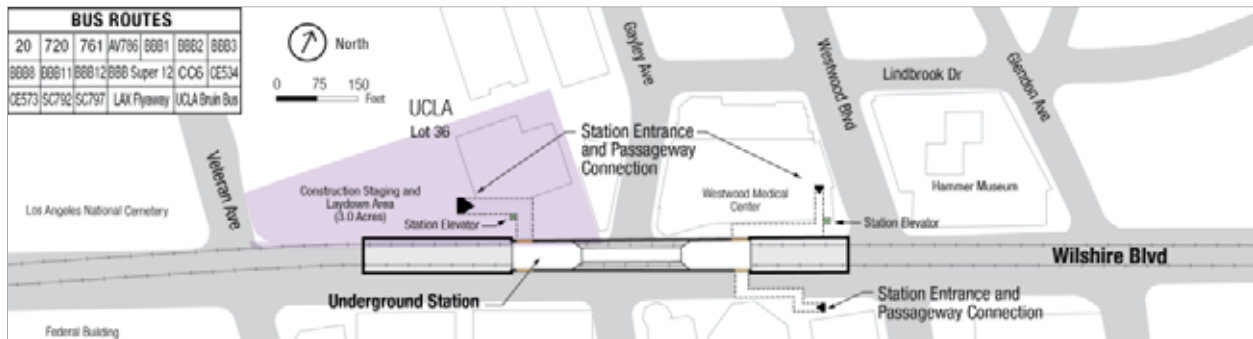 BUS ROUTES
20 720 761 AV786 BBB1 BBB2 BBB3
BBB8 BBB11 BBB12 BBB Super 12 CC6 CE534
CE573 SC792 SC797 LAX Flyaway UCLA Bruin Bus
North
0 75 150
Feet
UCLA
Lot 36
Gayley Ave
Westwood Blvd
Lindbrook Dr
Glendon Ave
Veteran Ave
Station Entrance
and Passageway
Connection
Construction Staging and
Laydown Area
(3.0 Acres)
Station Elevator
Westwood Medical
Center
Hammer Museum
Station Elevator
Los Angeles National Cemetery
Wilshire Blvd
Underground Station
Station Entrance and
Passageway Connection
Federal Building